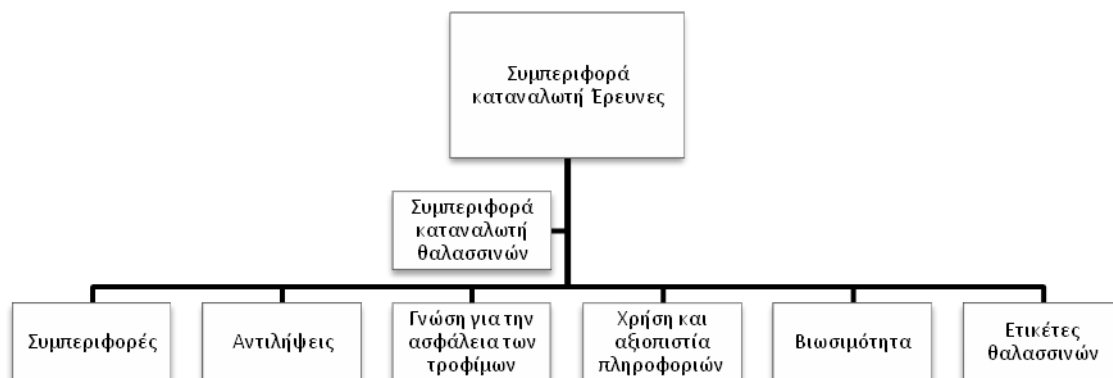 Συμπεριφορά
καταναλωτή Έρευνες
Συμπεριφορά
καταναλωτή
θαλασσινών
Συμπεριφορές
Αντιλήψεις
Γνώση για την
ασφάλεια των
τροφίμων
Χρήση και
αξιοπιστία
πληροφοριών
Βιωσιμότητα
Ετικέτες
θαλασσινών